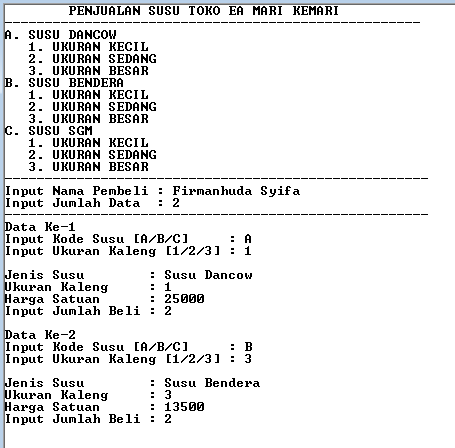 PENJUALAN SUSU TOKO EA MARI KEMARI
------------------------------------------------------------
A. SUSU DANCOW
1. UKURAN KECIL
2. UKURAN SEDANG
3. UKURAN BESAR
B. SUSU BENDERA
1. UKURAN KECIL
2. UKURAN SEDANG
3. UKURAN BESAR
C. SUSU SGM
1. UKURAN KECIL
2. UKURAN SEDANG
3. UKURAN BESAR
------------------------------------------------------------
Input Nama Pembeli : Firmanhuda Syifa
Input Jumlah Data : 2
------------------------------------------------------------
Data Ke-1
Input Kode Susu [A/B/C] : A
Input Ukuran Kaleng [1/2/3] : 1
Jenis Susu : Susu Dancow
Ukuran Kaleng : 1
Harga Satuan : 25000
Input Jumlah Beli : 2
Data Ke-2
Input Kode Susu [A/B/C] : B
Input Ukuran Kaleng [1/2/3] : 3
Jenis Susu : Susu Bendera
Ukuran Kaleng : 3
Harga Satuan : 13500
Input Jumlah Beli : 2